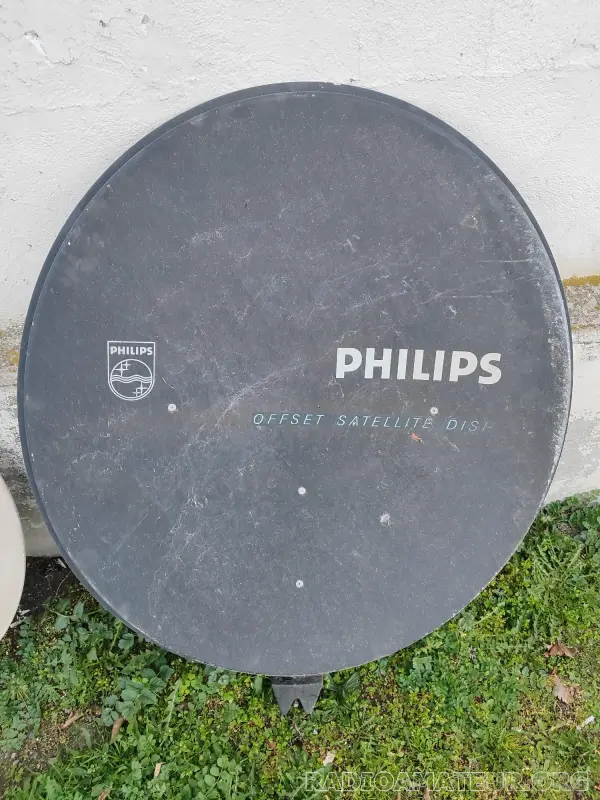 PHILIPS
PHILIPS
OFFSET SATELLITE DISH
RADIOAMATEUR.ORG